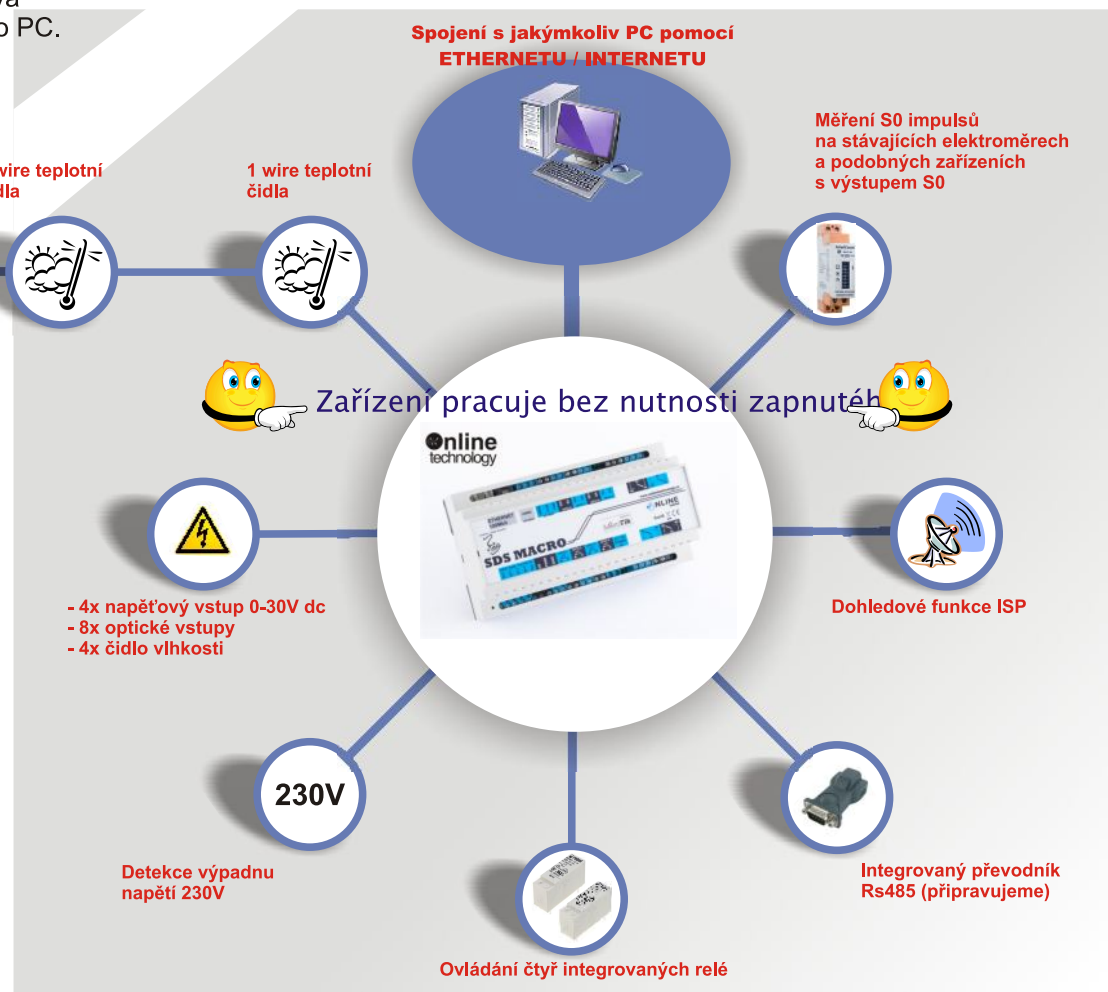 o PC.
Spojení s jakýmkoliv PC pomocí
ETHERNETU / INTERNETU
Měření S0 impulsů
na stávajících elektroměrech
a podobných zařízeních
s výstupem S0
wire teplotní
1 wire teplotní
čidla
Zařízení pracuje bez nutnosti
Online
technology
ETHERNET
SDS MACRO
- 4x napěťový vstup 0-30V dc
- 8x optické vstupy
- 4x čidlo vlhkosti
Dohledové funkce ISP
230V
Detekce výpadnu
napětí 230V
Integrovaný převodník
Rs485 (připravujeme)
Ovládání čtyř integrovaných relé